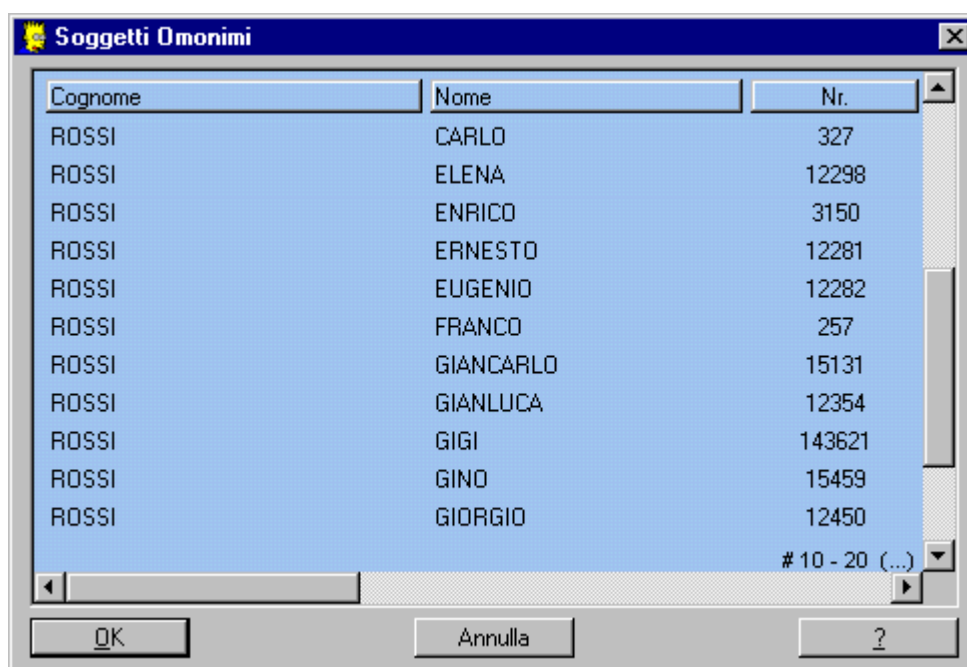 Soggetti Omonimi
Cognome Nome Nr.
ROSSI CARLO 327
ROSSI ELENA 12298
ROSSI ENRICO 3150
ROSSI ERNESTO 12281
ROSSI EUGENIO 12282
ROSSI FRANCO 257
ROSSI GIANCARLO 15131
ROSSI GIANLUCA 12354
ROSSI GIGI 143621
ROSSI GINO 15459
ROSSI GIORGIO 12450
# 10 - 20 (...)
OK Annulla ?